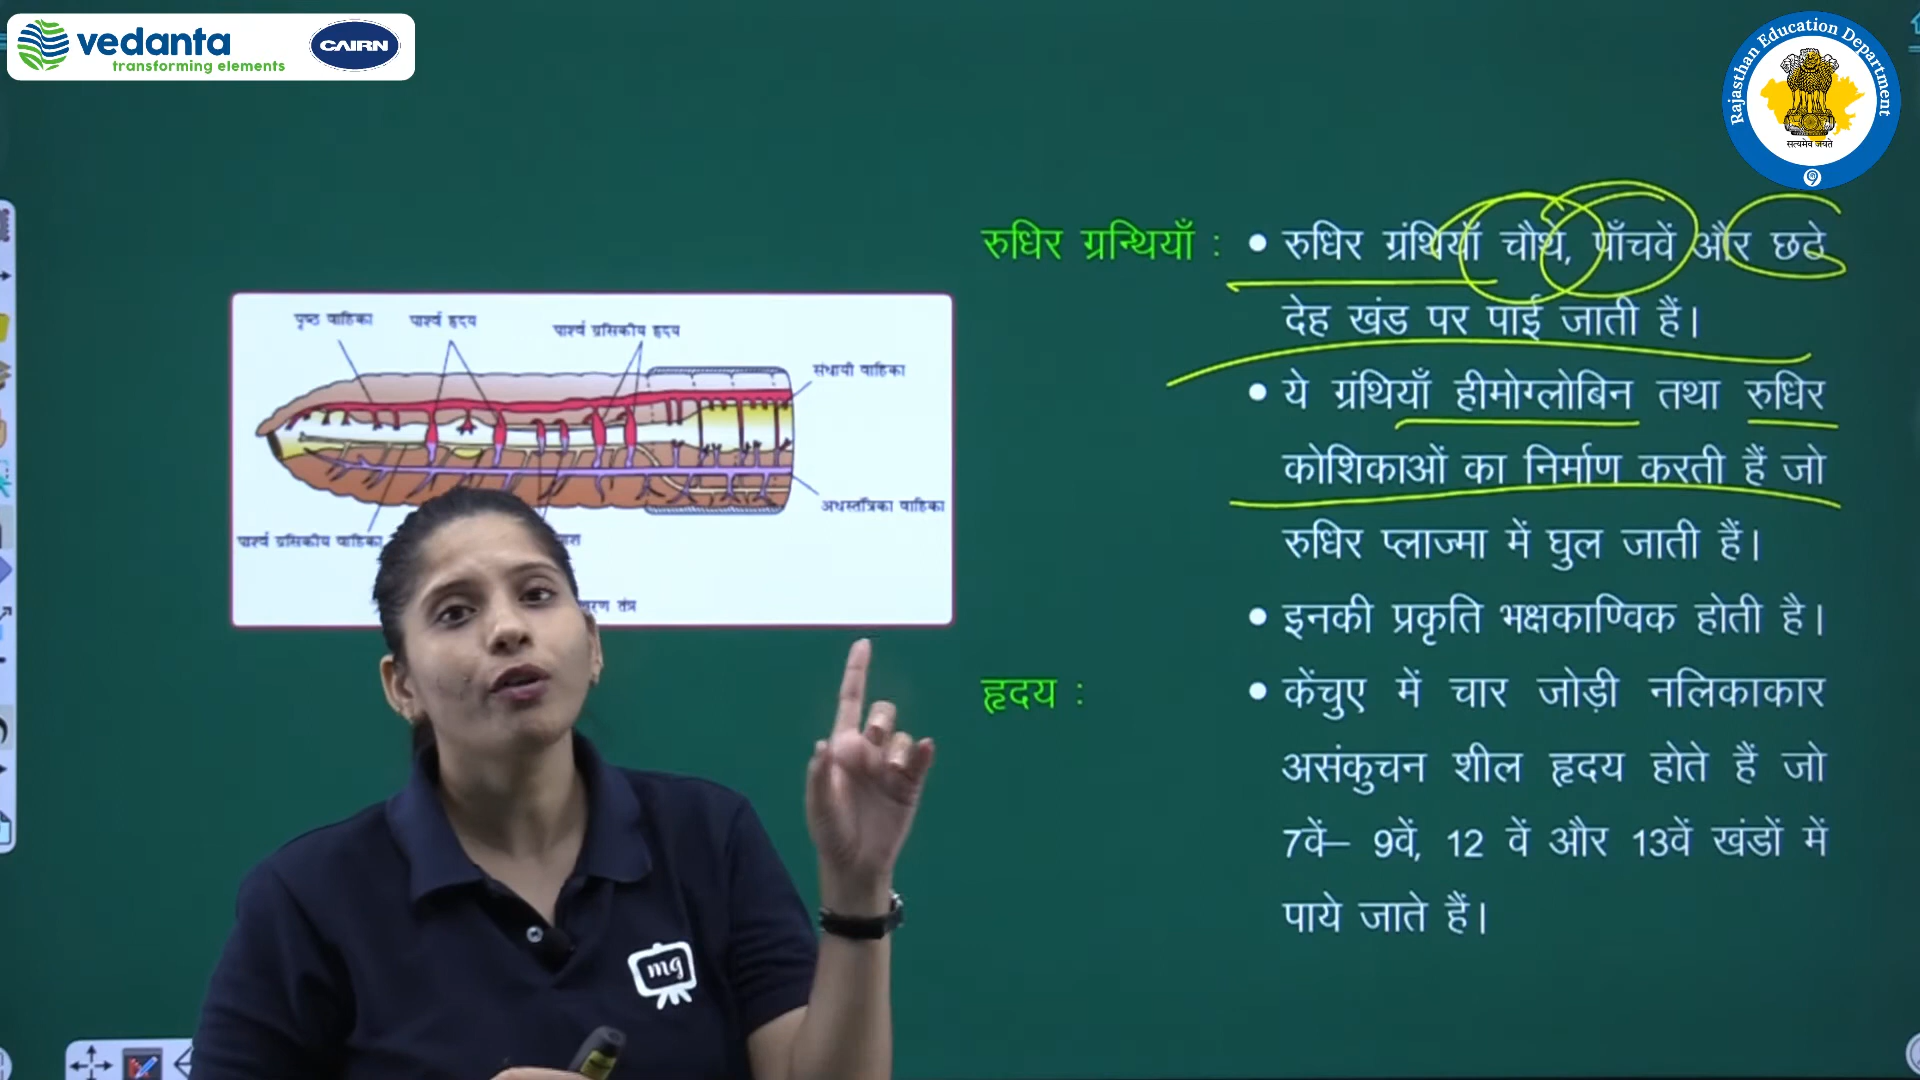 vedanta
transforming elements
CAIRN
Rajasthan Education Department
सत्यमेव जयते
रुधिर ग्रन्थियाँ : • रुधिर ग्रंथियाँ चौथे, पाँचवें और छठे
देह खंड पर पाई जाती हैं।
• ये ग्रंथियाँ हीमोग्लोबिन तथा रुधिर
कोशिकाओं का निर्माण करती हैं जो
रुधिर प्लाज्मा में घुल जाती हैं।
• इनकी प्रकृति भक्षकाण्विक होती है।
हृदय : • केंचुए में चार जोड़ी नलिकाकार
असंकुचन शील हृदय होते हैं जो
7वें– 9वें, 12 वें और 13वें खंडों में
पाये जाते हैं।
पृष्ठ वाहिका पार्श्व हृदय
पार्श्व ग्रसिकीय हृदय
संधायी वाहिका
अधस्तंत्रिका वाहिका
पार्श्व ग्रसिकीय वाहिका
तंत्र
mg